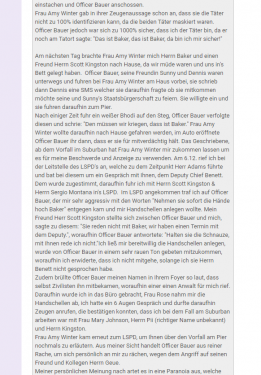 einstachen und Officer Bauer anschossen.
Frau Amy Winter gab in ihrer Zeugenaussage schon an, dass sie die Täter
nicht zu 100% identifizieren kann, da die beiden Täter maskiert waren.
Officer Bauer jedoch war sich zu 1000% sicher, dass ich der Täter bin, da er
noch am Tatort sagte: "Das ist Baker, das ist Baker, da bin ich mir sicher!"
Am nächsten Tag brachte Frau Amy Winter mich Herrn Baker und einen
Freund Herrn Scott Kingston nach Hause, da wir müde waren und uns in's
Bett gelegt haben. Officer Bauer, seine Freundin Sunny und Dennis waren
unterwegs und fuhren bei Frau Amy Winter am Haus vorbei, sie schrieb
dann Dennis eine SMS welcher sie daraufhin fragte ob sie mitkommen
möchte seine und Sunny's Staatsbürgerschaft zu feiern. Sie willigte ein und
sie fuhren daraufhin zum Pier.
Nach einiger Zeit fuhr ein weißer Bhodi auf den Steg, Officer Bauer verfolgte
diesen und schrie: "Den müssen wir kriegen, dass ist Baker." Frau Amy
Winter wollte daraufhin nach Hause gefahren werden, im Auto eröffnete
Officer Bauer ihr dann, dass er sie für mitverdächtig hält. Das Beschriebene,
ab dem Vorfall im Suburban hat Frau Amy Winter mir zukommen lassen um
es für meine Beschwerde und Anzeige zu verwenden. Am 6.12. rief ich bei
der Leitstelle des LSPD's an, welche zu dem Zeitpunkt Herr Adams führte
und bat bei diesem um ein Gespräch mit Ihnen, dem Deputy Chief Benett.
Dem wurde zugestimmt, daraufhin fuhr ich mit Herrn Scott Kingston &
Herrn Sergio Montana in's LSPD. Im LSPD angekommen traf ich auf Officer
Bauer, der mir sehr aggressiv mit den Worten "Nehmen sie sofort die Hände
hoch Baker" entgegen kam und mir Handschellen anlegen wollte. Mein
Freund Herr Scott Kingston stellte sich zwischen Officer Bauer und mich,
sagte zu diesem: "Sie reden nicht mit Baker, wir haben einen Termin mit
dem Deputy.", woraufhin Officer Bauer antwortete: "Halten sie die Schnauze,
mit Ihnen rede ich nicht."Ich ließ mir bereitwillig die Handschellen anlegen,
wurde von Officer Bauer in einem sehr rauen Ton gebeten mitzukommen,
woraufhin ich erwiderte, dass ich nicht mitgehe, solange ich sie Herrn
Benett nicht gesprochen habe.
Zudem brüllte Officer Bauer meinen Namen in Ihrem Foyer so laut, dass
selbst Zivilisten ihn mitbekamen, woraufhin einer einen Anwalt für mich rief.
Daraufhin wurde ich in das Büro gebracht, Frau Rose nahm mir die
Handschellen ab, ich hatte ein 6 Augen Gespräch und durfte daraufhin
Zeugen anrufen, die bestätigen konnten, dass ich bei dem Fall am Suburban
arbeiten war mit Frau Mary Johnson, Herrn Pii (richtiger Name unbekannt)
und Herrn Kingston.
Frau Amy Winter kam erneut zum LSPD, um Ihnen über den Vorfall am Pier
nochmals zu erläutern. Aus meiner Sicht handelt Officer Bauer aus reiner
Rache, um sich persönlich an mir zu rächen, wegen dem Angriff auf seinen
Freund und Kollegen Herrn Geue.
Meiner persönlichen Meinung nach artet es in eine Paranoia aus, welche